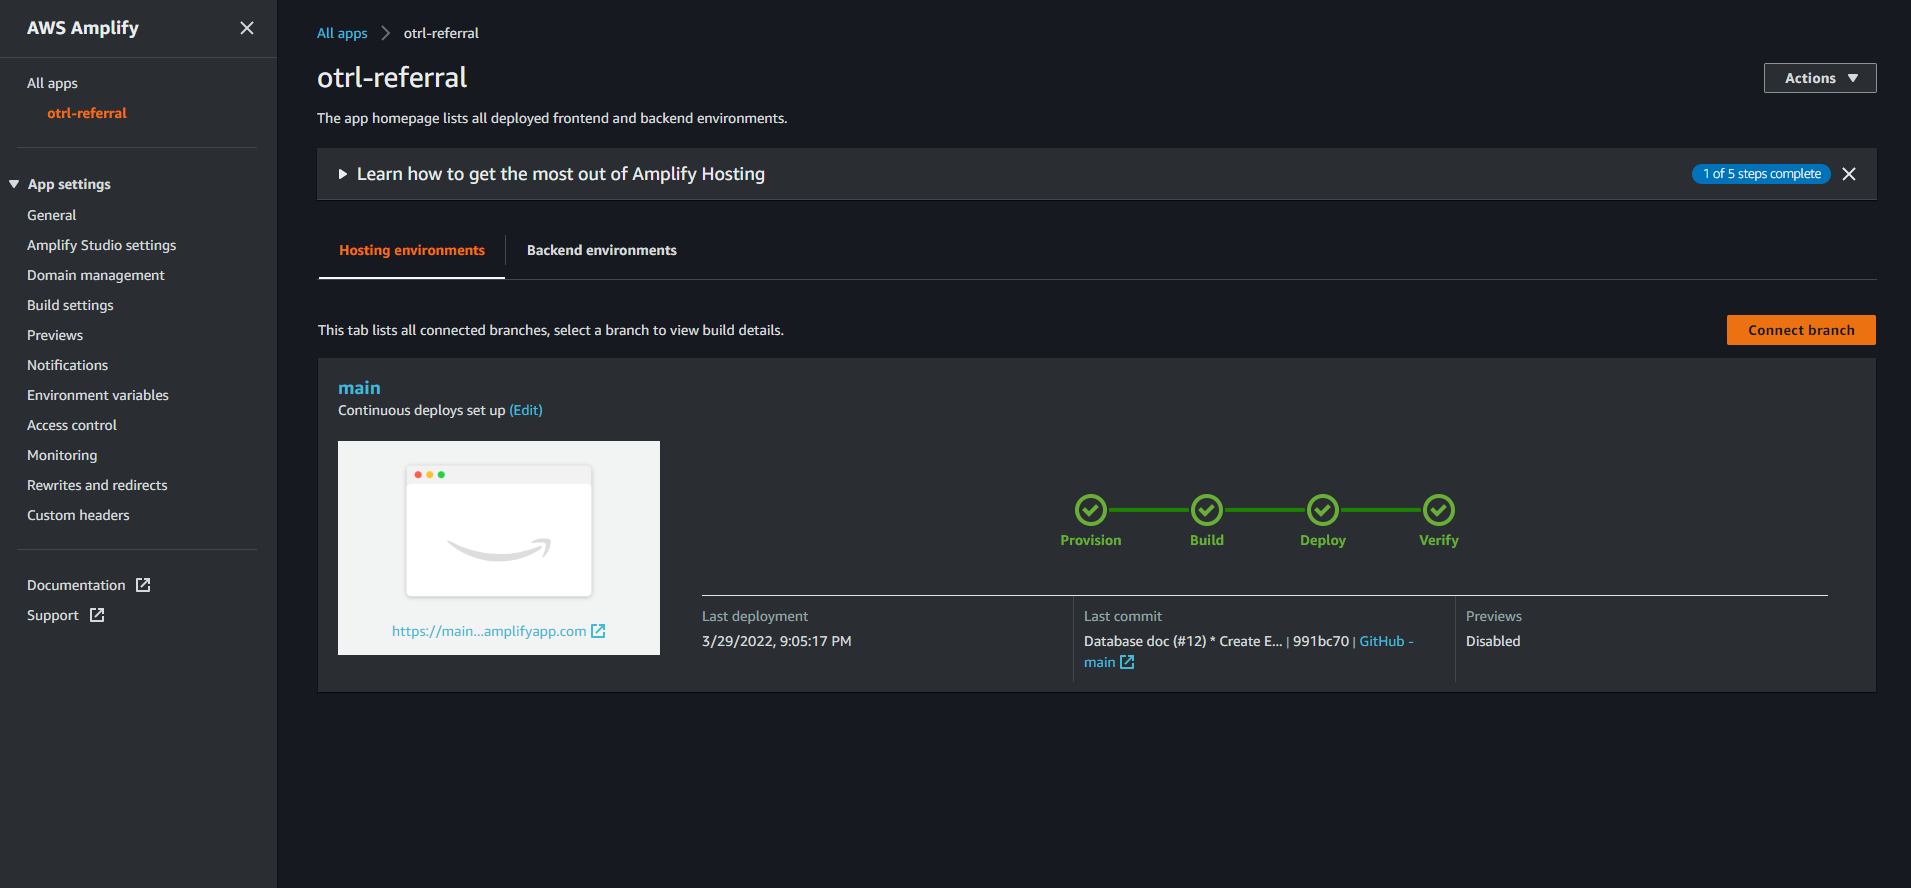 AWS Amplify
All apps
otrl-referral
App settings
General
Amplify Studio settings
Domain management
Build settings
Previews
Notifications
Environment variables
Access control
Monitoring
Rewrites and redirects
Custom headers
Documentation
Support
All apps otrl-referral
otrl-referral
Actions
The app homepage lists all deployed frontend and backend environments.
Learn how to get the most out of Amplify Hosting
1 of 5 steps complete
Hosting environments
Backend environments
This tab lists all connected branches, select a branch to view build details.
Connect branch
main
Continuous deploys set up (Edit)
https://main...amplifyapp.com
Provision
Build
Deploy
Verify
Last deployment
3/29/2022, 9:05:17 PM
Last commit
Database doc (#12) * Create E... | 991bc70 | GitHub -
main
Previews
Disabled